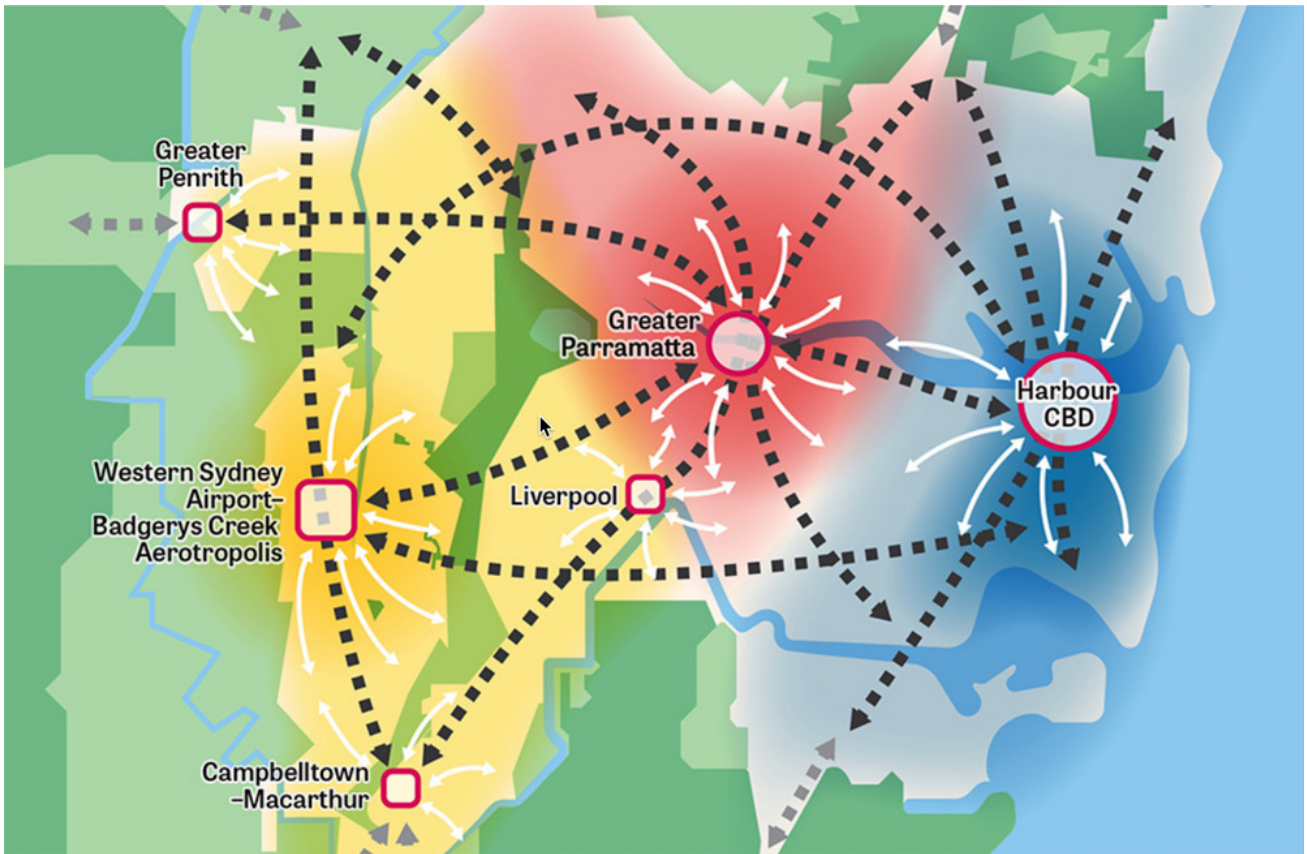 Greater
Penrith
Greater
Parramatta
Harbour
CBD
Western Sydney
Airport–
Badgerys Creek
Aerotropolis
Liverpool
Campbelltown
–Macarthur